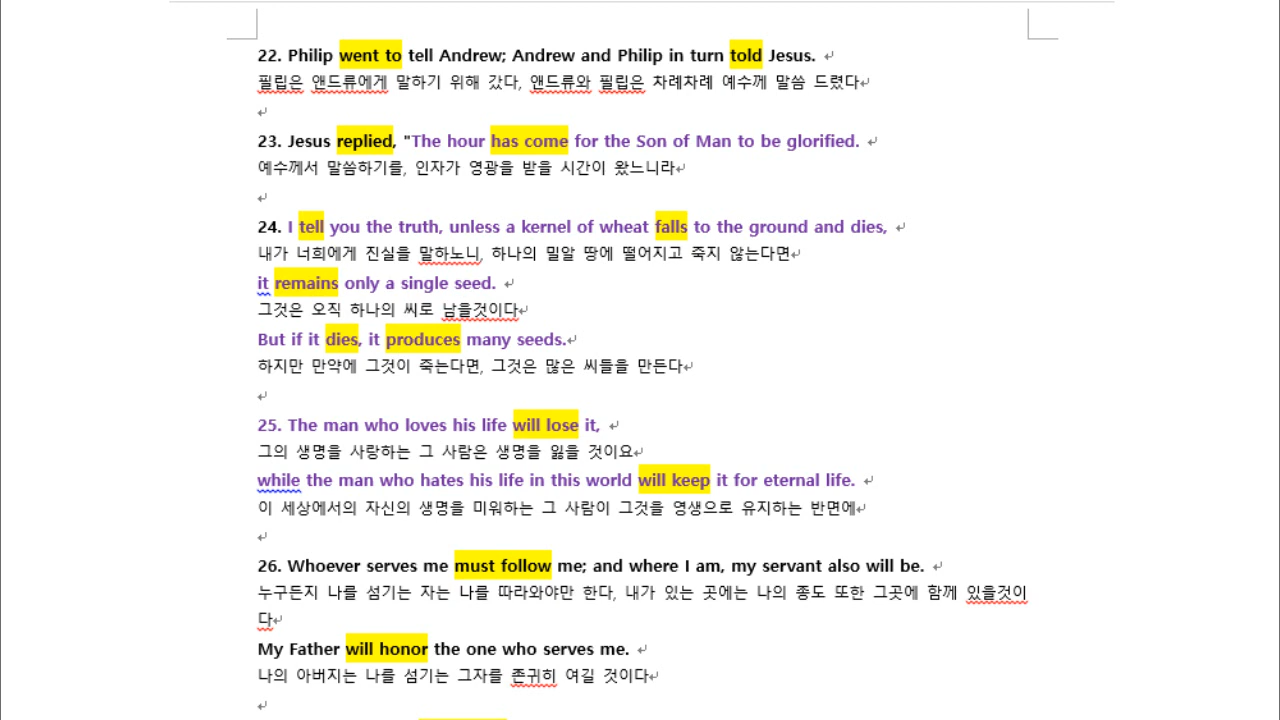 22. Philip went to tell Andrew; Andrew and Philip in turn told Jesus.
필립은 앤드류에게 말하기 위해 갔다, 앤드류와 필립은 차례차례 예수께 말씀 드렸다
23. Jesus replied, "The hour has come for the Son of Man to be glorified.
예수께서 말씀하기를, 인자가 영광을 받을 시간이 왔느니라
24. I tell you the truth, unless a kernel of wheat falls to the ground and dies,
내가 너희에게 진실을 말하노니, 하나의 밀알 땅에 떨어지고 죽지 않는다면
it remains only a single seed.
그것은 오직 하나의 씨로 남을것이다
But if it dies, it produces many seeds.
하지만 만약에 그것이 죽는다면, 그것은 많은 씨들을 만든다
25. The man who loves his life will lose it,
그의 생명을 사랑하는 그 사람은 생명을 잃을 것이요
while the man who hates his life in this world will keep it for eternal life.
이 세상에서의 자신의 생명을 미워하는 그 사람이 그것을 영생으로 유지하는 반면에
26. Whoever serves me must follow me; and where I am, my servant also will be.
누구든지 나를 섬기는 자는 나를 따라와야만 한다, 내가 있는 곳에는 나의 종도 또한 그곳에 함께 있을것이
다
My Father will honor the one who serves me.
나의 아버지는 나를 섬기는 그자를 존귀히 여길 것이다